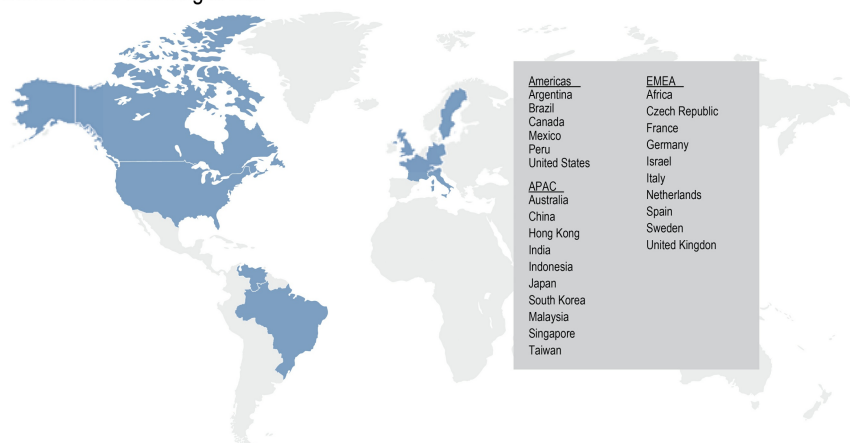 Americas
Argentina
Brazil
Canada
Mexico
Peru
United States
APAC
Australia
China
Hong Kong
India
Indonesia
Japan
South Korea
Malaysia
Singapore
Taiwan
EMEA
Africa
Czech Republic
France
Germany
Israel
Italy
Netherlands
Spain
Sweden
United Kingdon